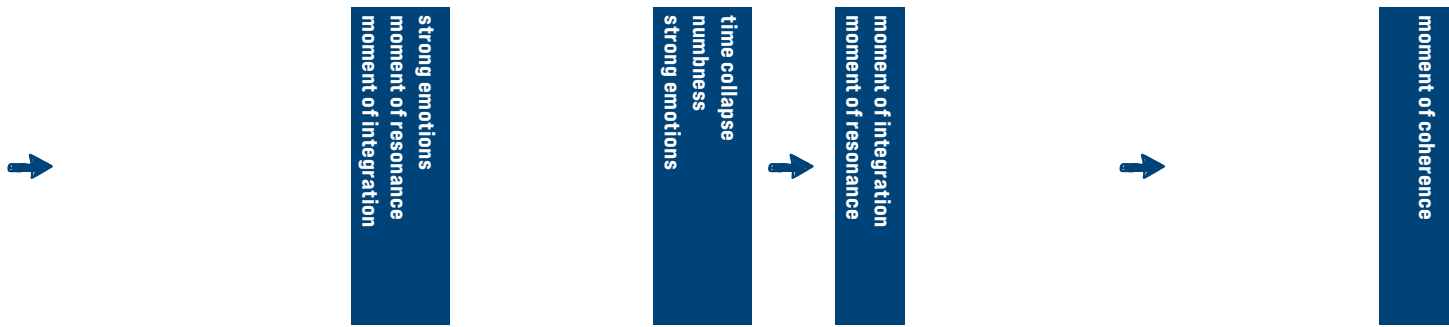 strong emotions
moment of resonance
moment of integration
time collapse
numbness
strong emotions
moment of integration
moment of resonance
moment of coherence